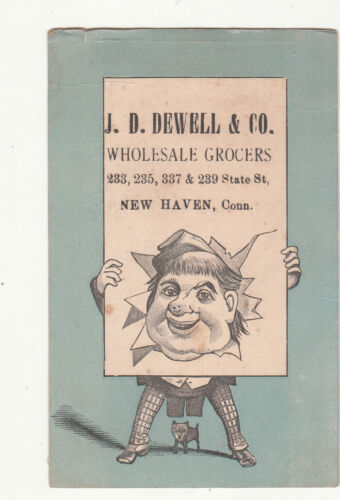 J. D. DEWELL & CO.
WHOLESALE GROCERS
233, 235, 337 & 239 State St,
NEW HAVEN, Conn.